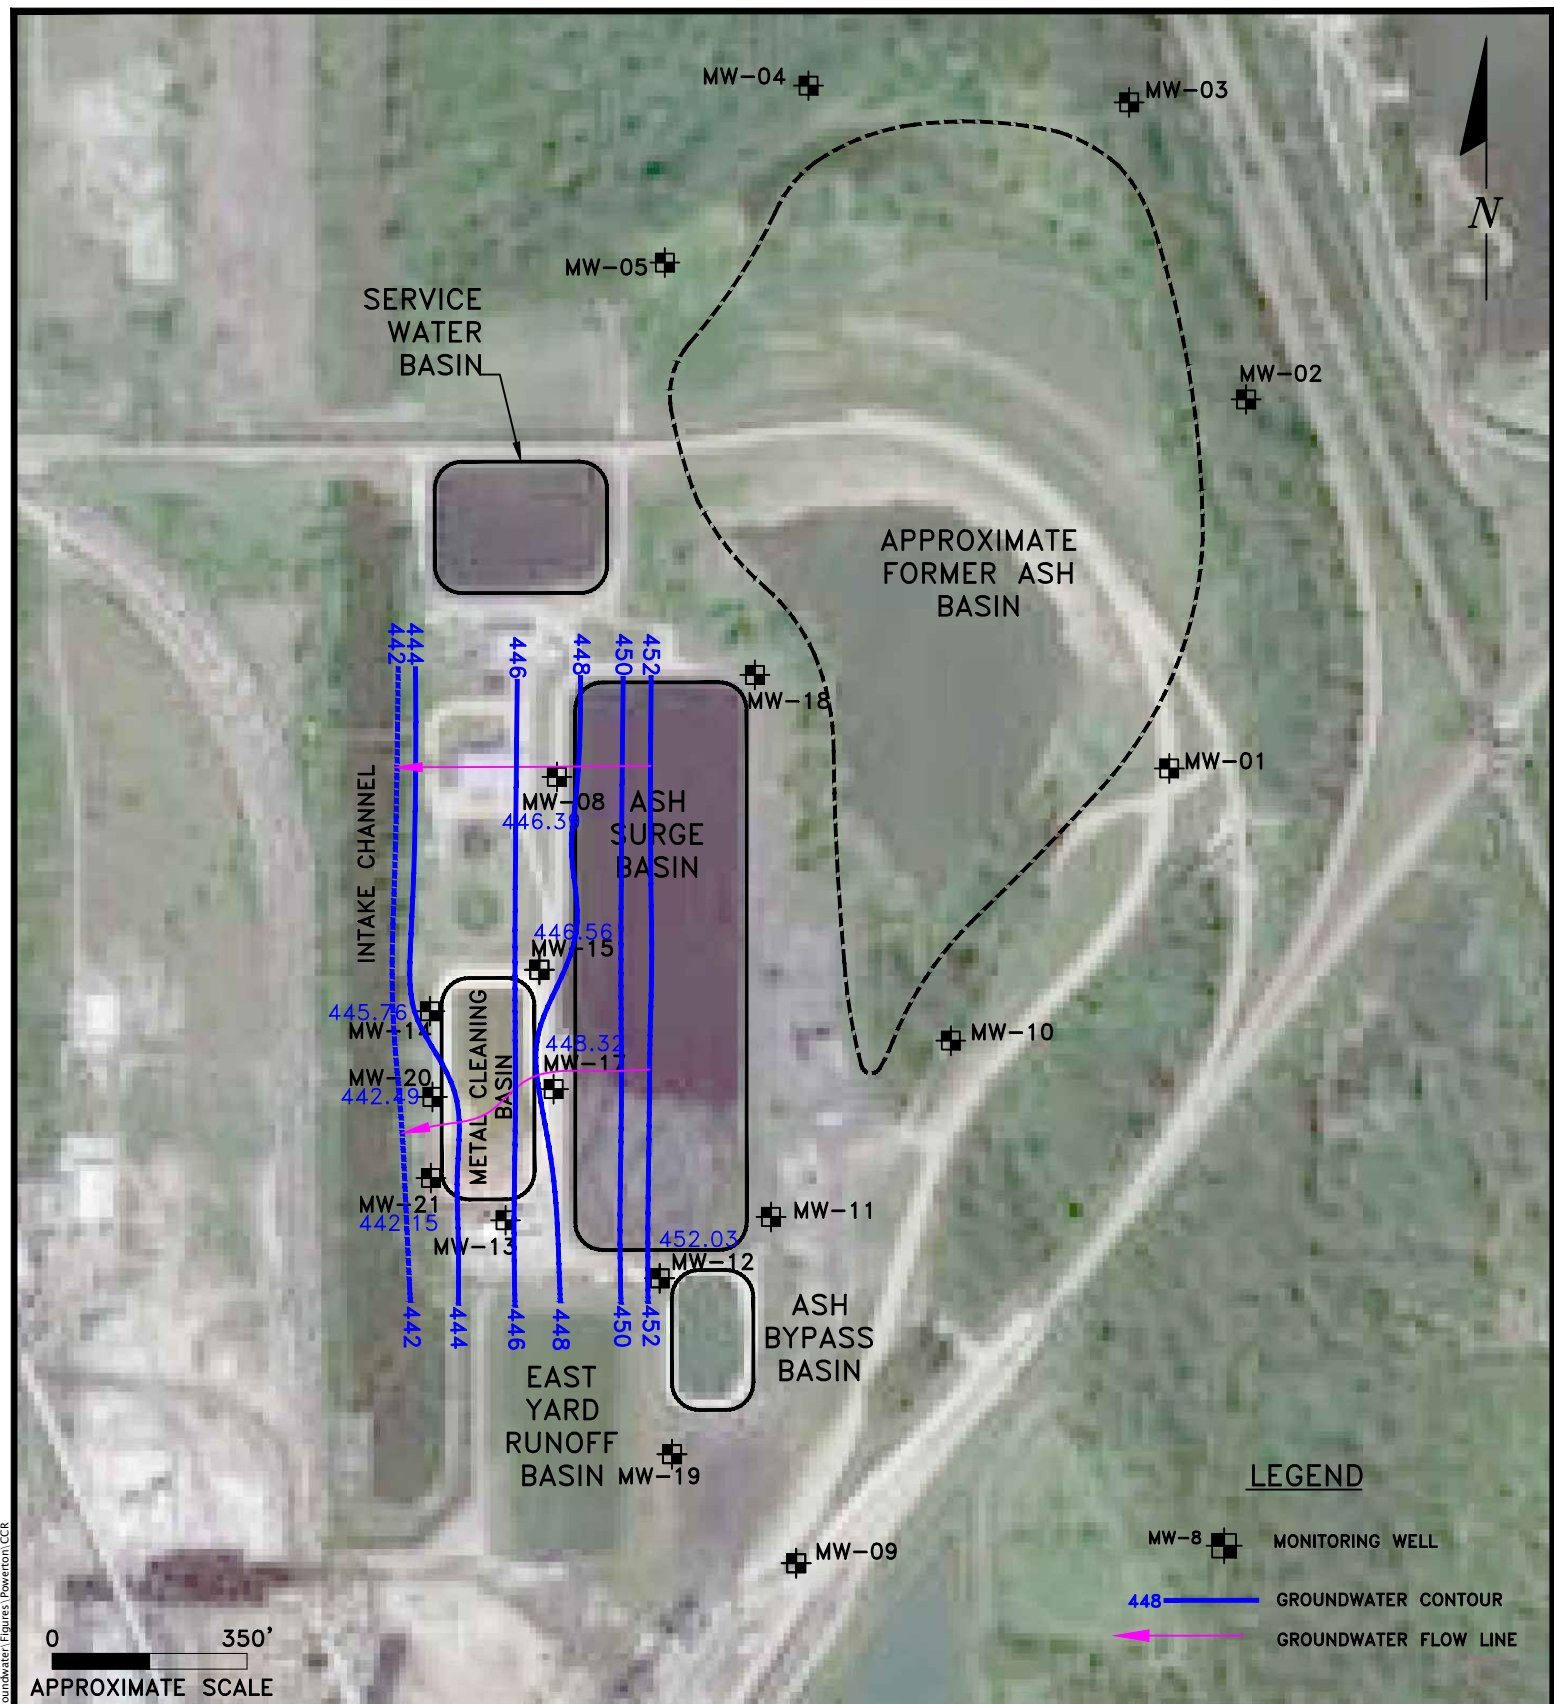 MW-04
MW-03
N
MW-05
SERVICE
WATER
BASIN
MW-02
APPROXIMATE
FORMER ASH
BASIN
442
444
446
448
450
452
MW-18
MW-01
INTAKE CHANNEL
MW-08
446.39
ASH
SURGE
BASIN
446.56
MW-15
445.76
MW-14
METAL CLEANING
BASIN
448.32
MW-17
MW-10
MW-20
442.49
MW-21
442.15
MW-13
MW-11
452.03
MW-12
442
444
446
448
450
452
ASH
BYPASS
BASIN
EAST
YARD
RUNOFF
BASIN
MW-19
MW-09
LEGEND
MW-8
MONITORING WELL
448
GROUNDWATER CONTOUR
GROUNDWATER FLOW LINE
0
350'
APPROXIMATE SCALE
oundwater\Figures\Powerton\CCR